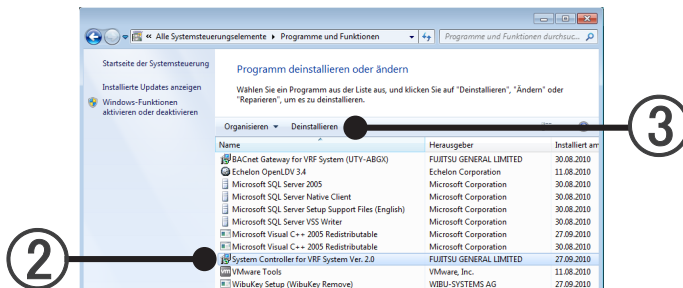 « Alle Systemsteuerungselemente ▸ Programme und Funktionen
Programme und Funktionen durchsuc...
Startseite der Systemsteuerung
Installierte Updates anzeigen
Windows-Funktionen
aktivieren oder deaktivieren
Programm deinstallieren oder ändern
Wählen Sie ein Programm aus der Liste aus, und klicken Sie auf "Deinstallieren", "Ändern" oder
"Reparieren", um es zu deinstallieren.
Organisieren Deinstallieren
3
Name Herausgeber Installiert am
BACnet Gateway for VRF System (UTY-ABGX) FUJITSU GENERAL LIMITED 30.08.2010
Echelon OpenLDV 3.4 Echelon Corporation 11.08.2010
Microsoft SQL Server 2005 Microsoft Corporation 30.08.2010
Microsoft SQL Server Native Client Microsoft Corporation 30.08.2010
Microsoft SQL Server Setup Support Files (English) Microsoft Corporation 30.08.2010
Microsoft SQL Server VSS Writer Microsoft Corporation 30.08.2010
Microsoft Visual C++ 2005 Redistributable Microsoft Corporation 27.09.2010
Microsoft Visual C++ 2005 Redistributable Microsoft Corporation 30.08.2010
2
System Controller for VRF System Ver. 2.0 FUJITSU GENERAL LIMITED 27.09.2010
vm VMware Tools VMware, Inc. 11.08.2010
WibuKey Setup (WibuKey Remove) WIBU-SYSTEMS AG 27.09.2010